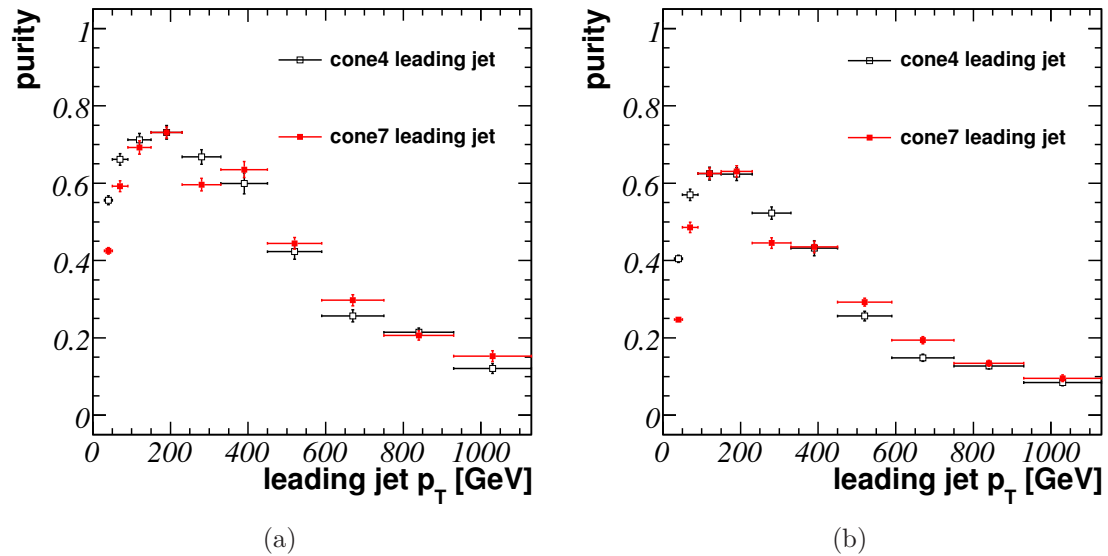 purity
1
0.8
0.6
0.4
0.2
0
cone4 leading jet
cone7 leading jet
0 200 400 600 800 1000
leading jet p_T [GeV]
(a)
purity
1
0.8
0.6
0.4
0.2
0
cone4 leading jet
cone7 leading jet
0 200 400 600 800 1000
leading jet p_T [GeV]
(b)